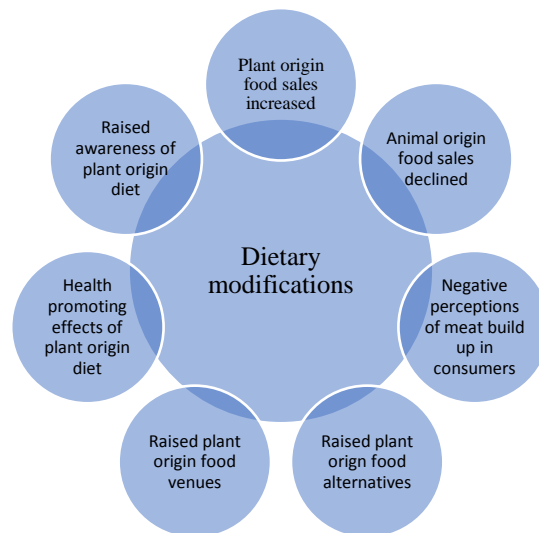 Plant origin
food sales
increased
Animal origin
food sales
declined
Negative
perceptions
of meat build
up in
consumers
Raised plant
orign food
alternatives
Raised plant
origin food
venues
Health
promoting
effects of
plant origin
diet
Raised
awareness of
plant origin
diet
Dietary
modifications